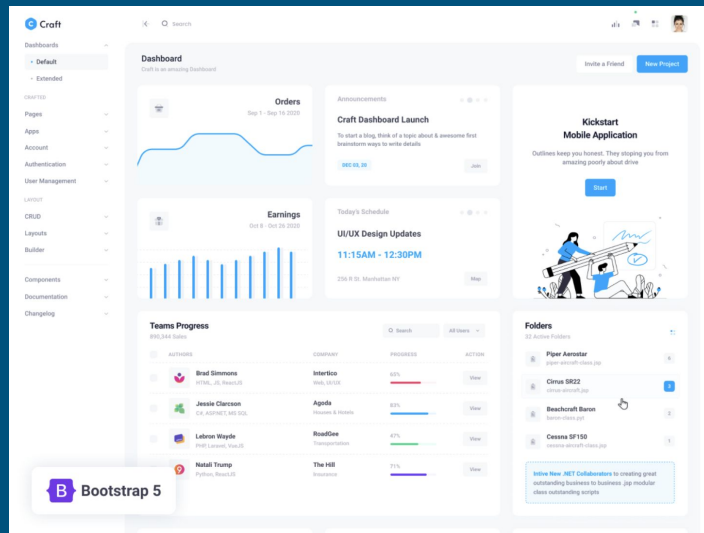 Craft
Search
Dashboards
Default
Extended
CRAFTED
Pages
Apps
Account
Authentication
User Management
LAYOUT
CRUD
Layouts
Builder
Components
Documentation
Changelog
Dashboard
Craft is an amazing Dashboard
Invite a Friend
New Project
Orders
Sep 1 - Sep 16 2020
Announcements
Craft Dashboard Launch
To start a blog, think of a topic about & awesome first
brainstorm ways to write details
DEC 03, 20
Join
Kickstart
Mobile Application
Outlines keep you honest. They stoping you from
amazing poorly about drive
Start
Earnings
Oct 8 - Oct 26 2020
Today's Schedule
UI/UX Design Updates
11:15AM - 12:30PM
256 R St. Manhattan NY
Map
Teams Progress
890,344 Sales
Search
All Users
AUTHORS
COMPANY
PROGRESS
ACTION
Brad Simmons
HTML, JS, ReactJS
Intertico
Web, UI/UX
65%
View
Jessie Clarcson
C#, ASP.NET, MS SQL
Agoda
Houses & Hotels
83%
View
Lebron Wayde
PHP, Laravel, VueJS
RoadGee
Transportation
47%
View
Natali Trump
Python, ReactJS
The Hill
Insurance
71%
View
Folders
32 Active Folders
Piper Aerostar
piper-aircraft-class.jsp
6
Cirrus SR22
cirrus-aircraft.jsp
3
Beachcraft Baron
baron-class.pyt
2
Cessna SF150
cessna-aircraft-class.jsp
1
Intive New .NET Collaborators to creating great
outstanding business to business .jsp modular
class outstanding scripts
B
Bootstrap 5